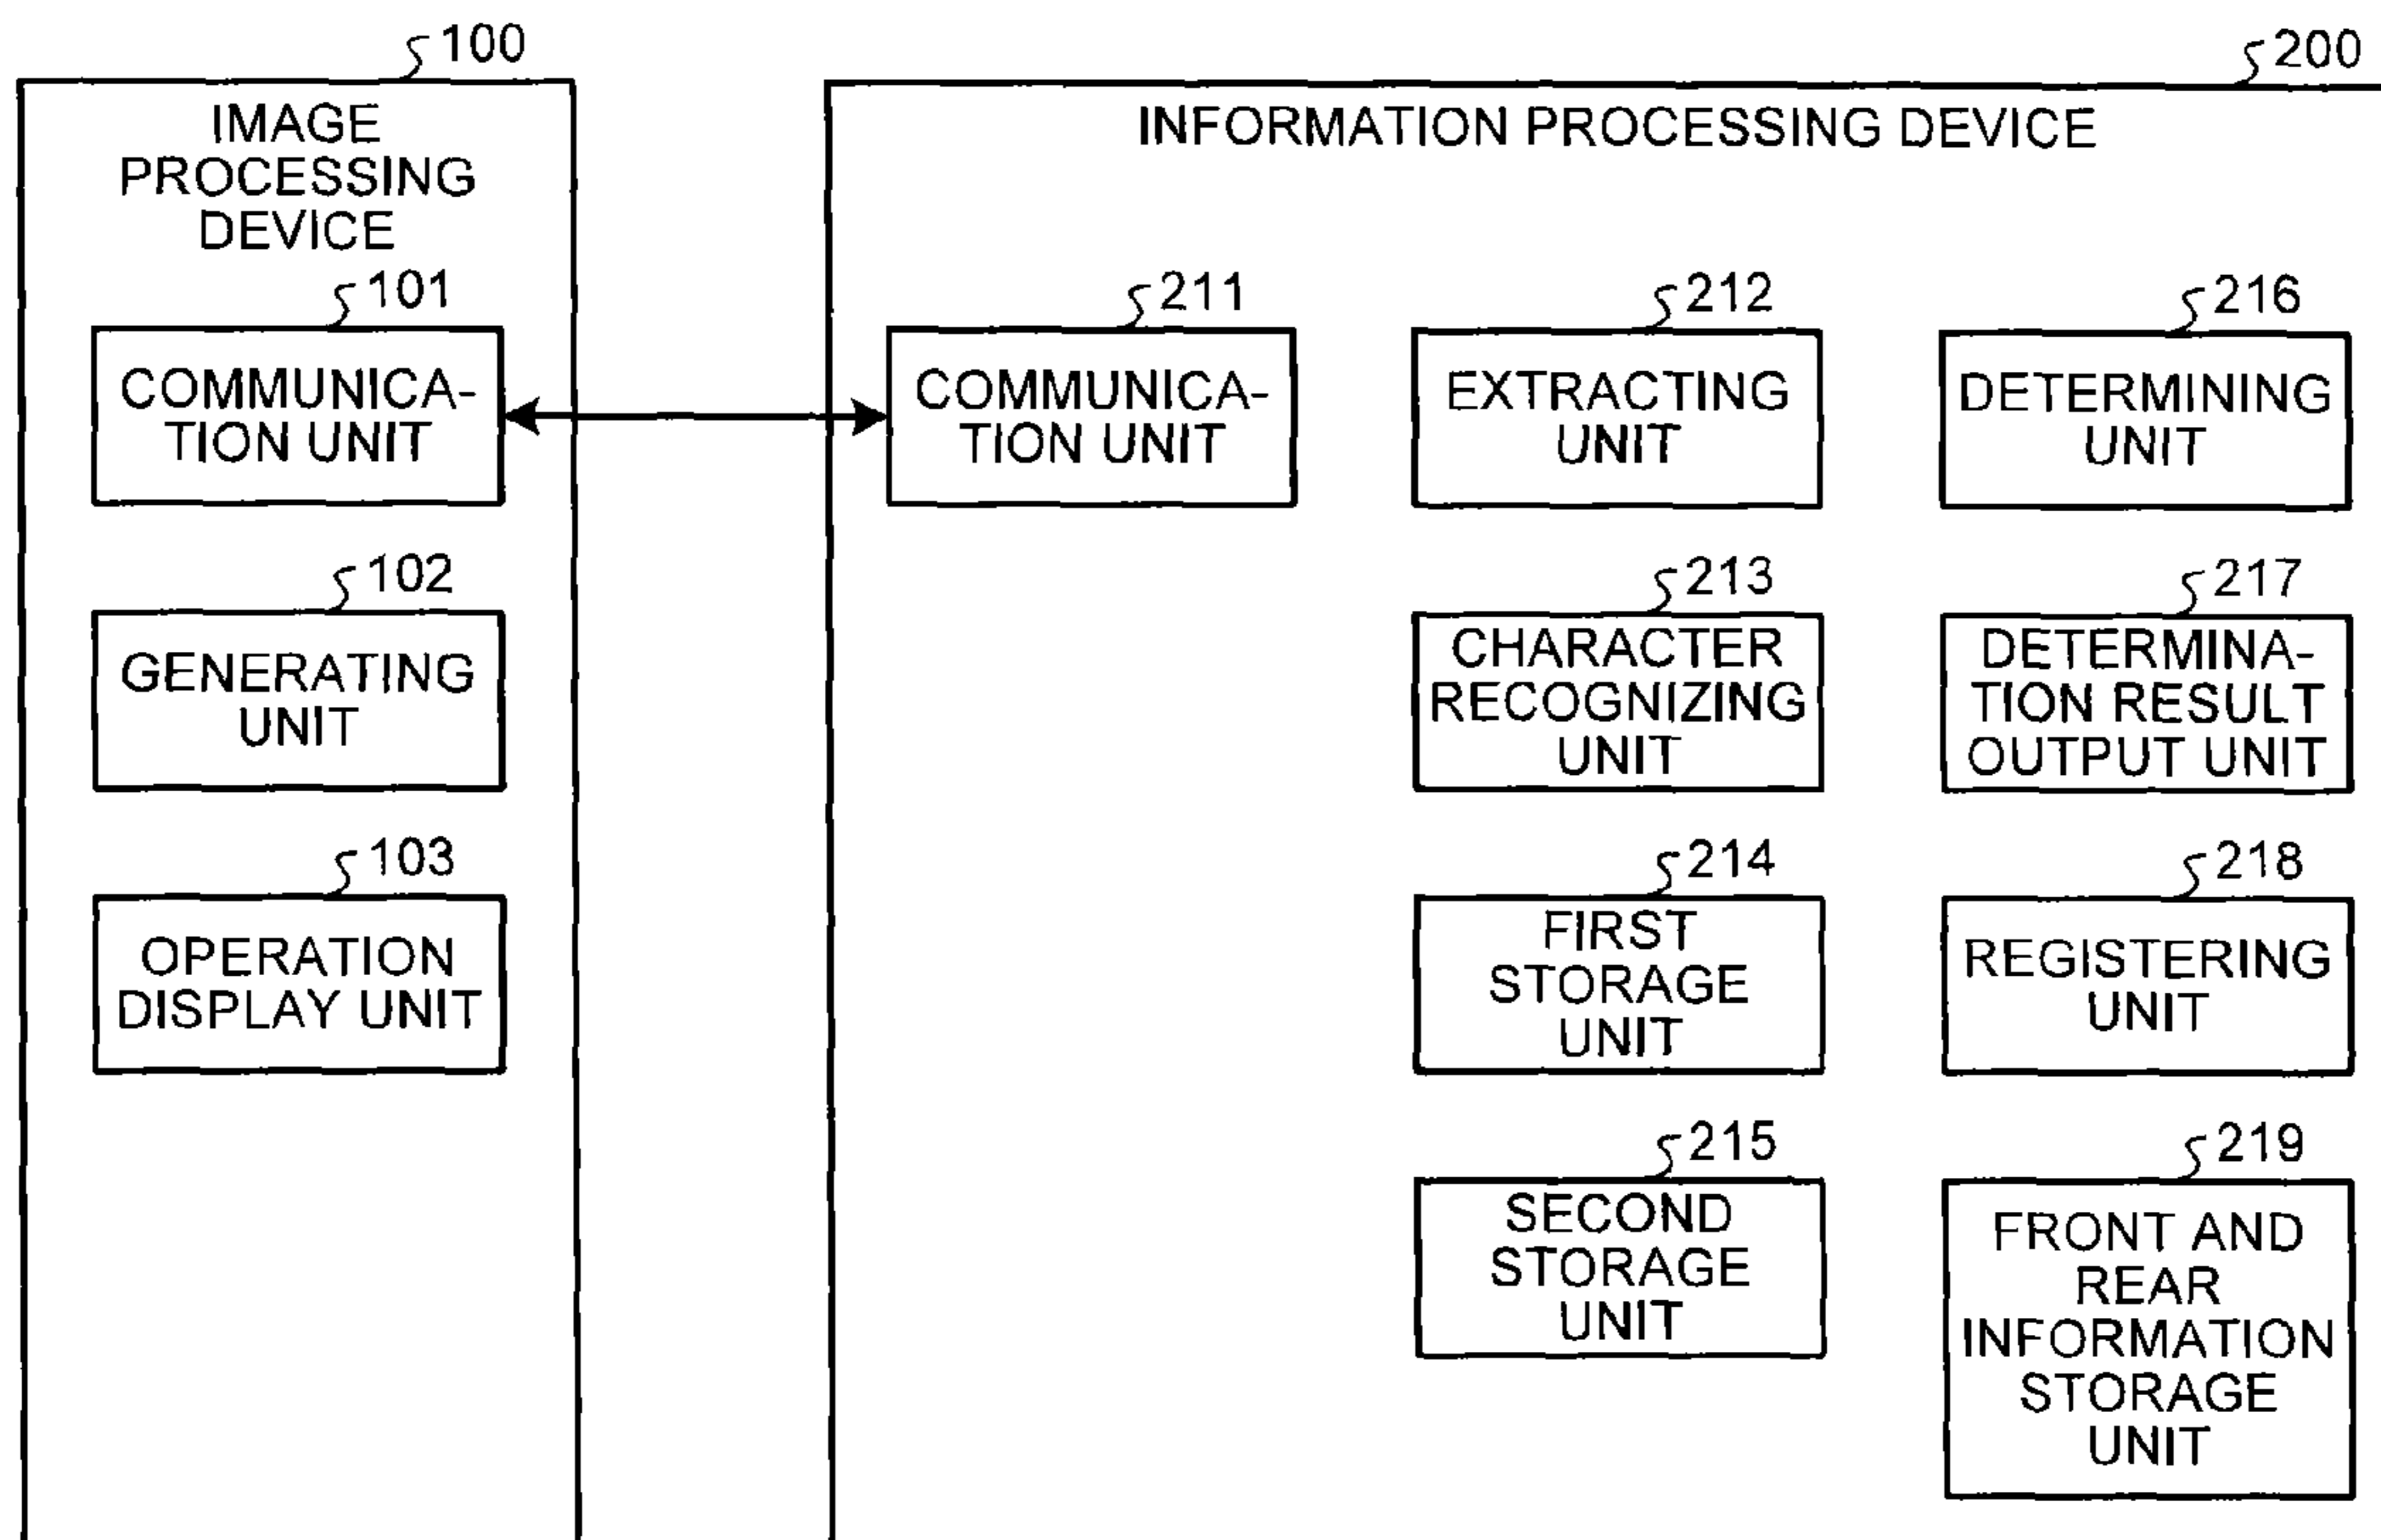 100
IMAGE
PROCESSING
DEVICE
101
COMMUNICA-
TION UNIT
102
GENERATING
UNIT
103
OPERATION
DISPLAY UNIT
200
INFORMATION PROCESSING DEVICE
211
COMMUNICA-
TION UNIT
212
EXTRACTING
UNIT
213
CHARACTER
RECOGNIZING
UNIT
214
FIRST
STORAGE
UNIT
215
SECOND
STORAGE
UNIT
216
DETERMINING
UNIT
217
DETERMINA-
TION RESULT
OUTPUT UNIT
218
REGISTERING
UNIT
219
FRONT AND
REAR
INFORMATION
STORAGE
UNIT